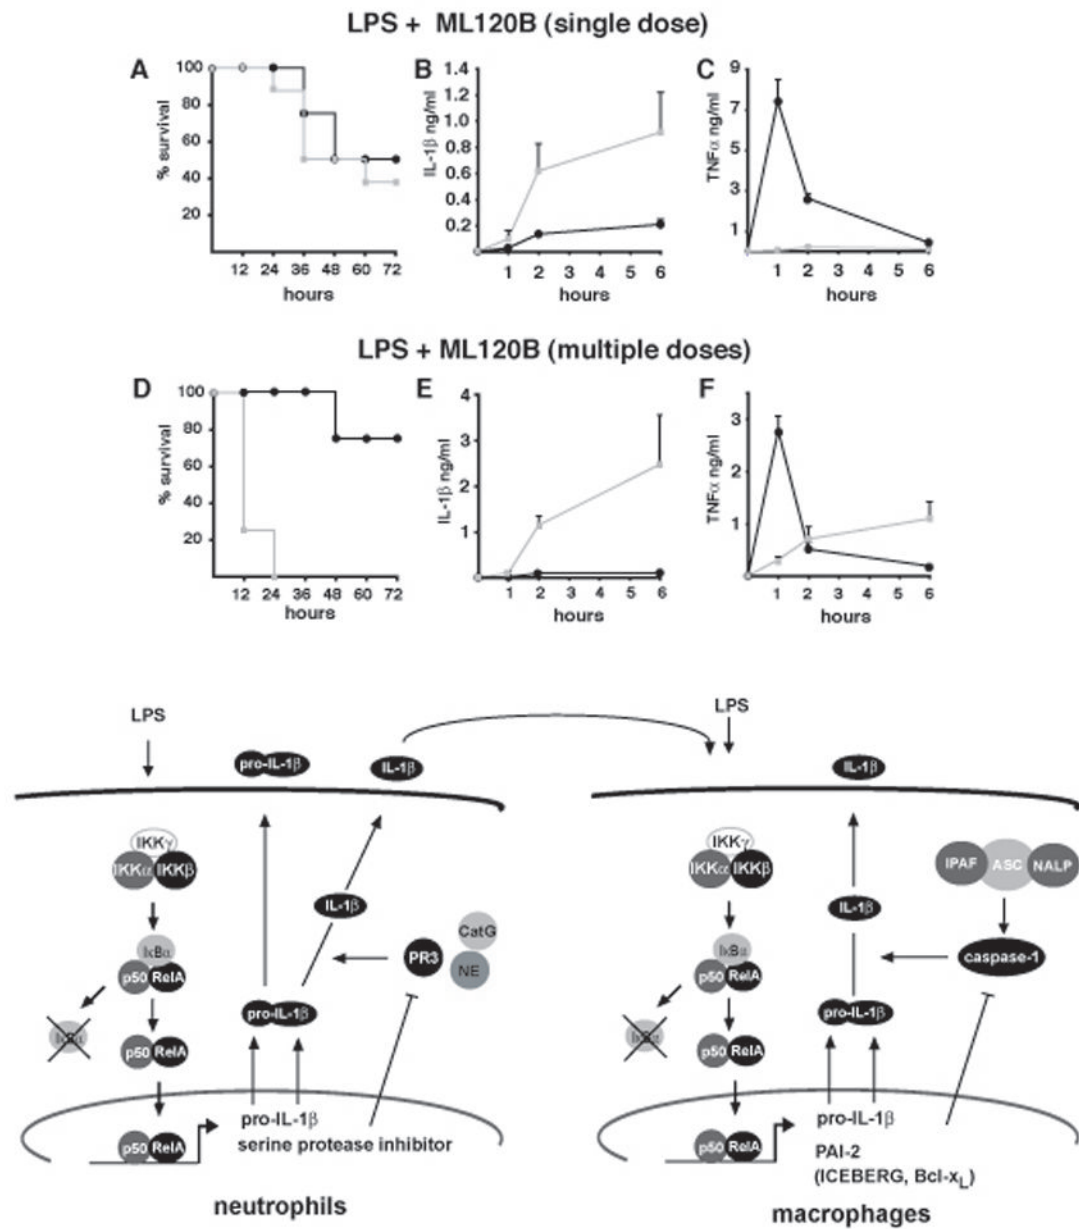 LPS + ML120B (single dose)
A
% survival
100
80
60
40
20
12 24 36 48 60 72
hours
B
IL-1β ng/ml
1.4
1.2
1.0
0.8
0.6
0.4
0.2
1 2 3 4 5 6
hours
C
TNFα ng/ml
9
7
5
3
1
1 2 3 4 5 6
hours
LPS + ML120B (multiple doses)
D
% survival
100
80
60
40
20
12 24 36 48 60 72
hours
E
IL-1β ng/ml
4
3
2
1
1 2 3 4 5 6
hours
F
TNFα ng/ml
3
2
1
1 2 3 4 5 6
hours
LPS
pro-IL-1β
IL-1β
IKKγ
IKKα IKKβ
IL-1β
CatG
IκBα
PR3
p50 RelA
NE
pro-IL-1β
IκBα
p50 RelA
pro-IL-1β
serine protease inhibitor
p50 RelA
neutrophils
LPS
IL-1β
IKKγ
IKKα IKKβ
IPAF ASC NALP
IL-1β
IκBα
caspase-1
p50 RelA
pro-IL-1β
IκBα
p50 RelA
pro-IL-1β
p50 RelA
PAI-2
(ICEBERG, Bcl-xL)
macrophages